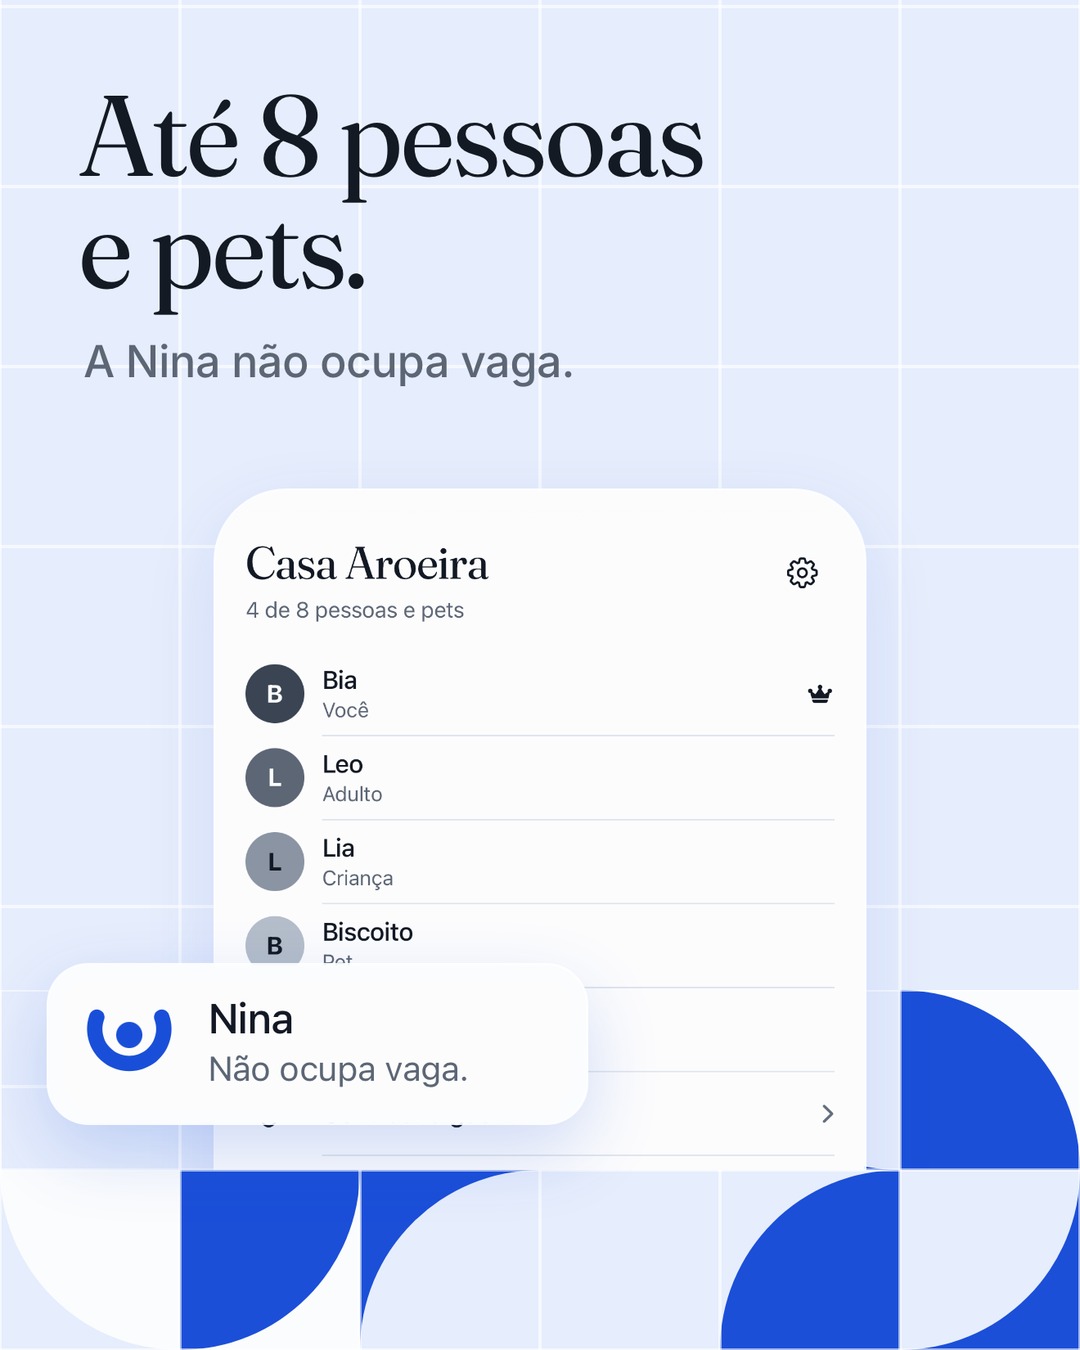 Até 8 pessoas
e pets.
A Nina não ocupa vaga.
Casa Aroeira
4 de 8 pessoas e pets
B
Bia
Você
L
Leo
Adulto
L
Lia
Criança
B
Biscoito
Pet
Nina
Não ocupa vaga.